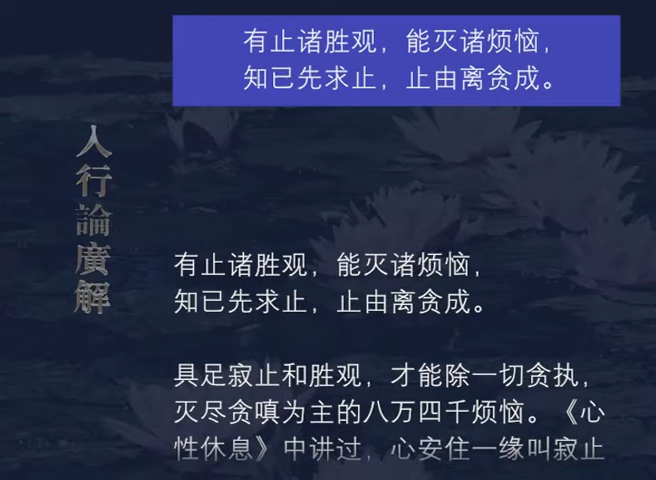 有止诸胜观，能灭诸烦恼，
知已先求止，止由离贪成。
入行論廣解
有止诸胜观，能灭诸烦恼，
知已先求止，止由离贪成。
具足寂止和胜观，才能除一切贪执，
灭尽贪嗔为主的八万四千烦恼。《心
性休息》中讲过，心安住一缘叫寂止